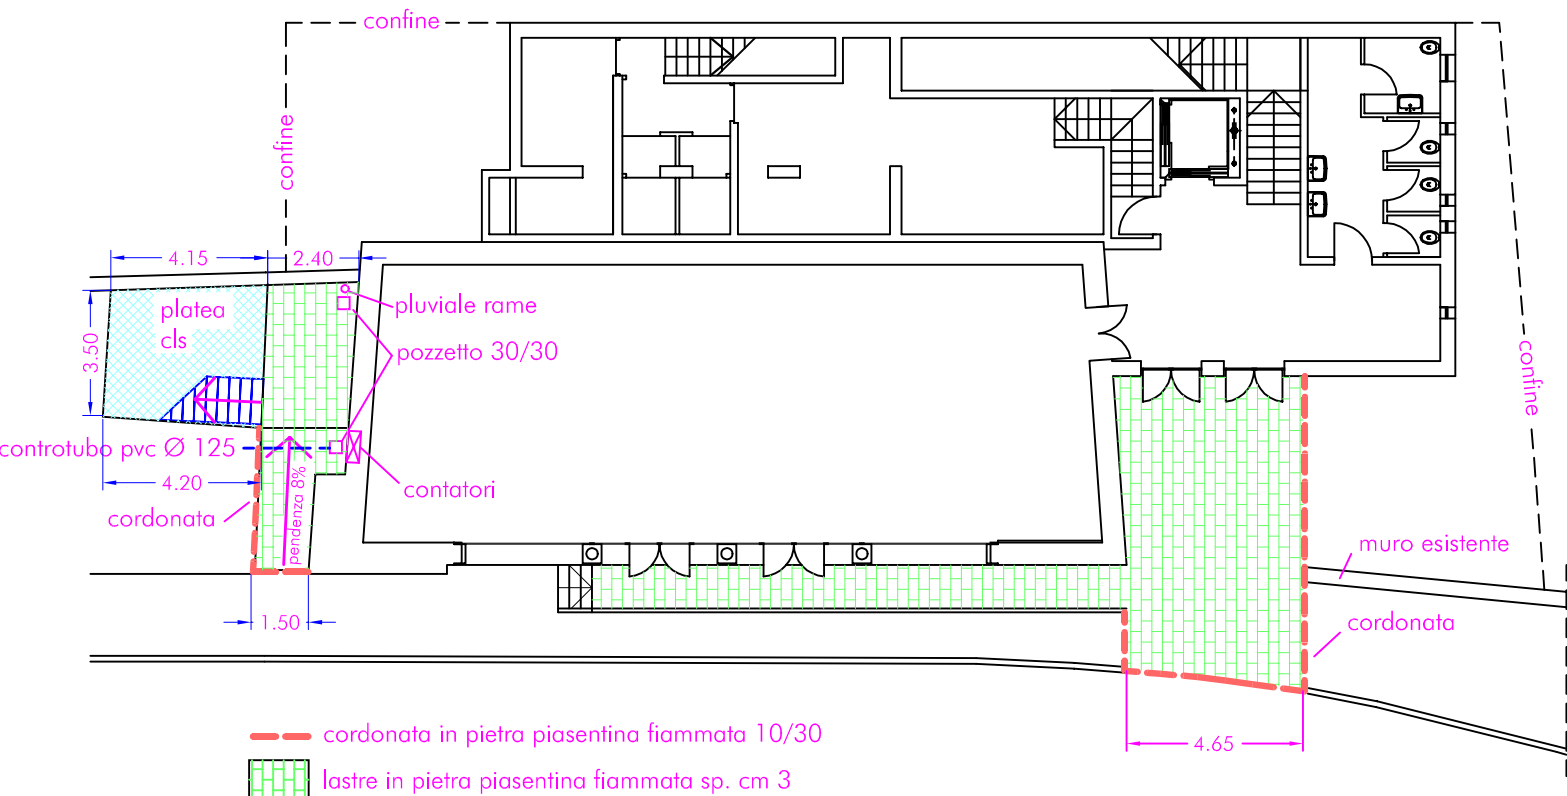 confine
confine
4.15
2.40
platea
cls
pluviale rame
3.50
pozzetto 30/30
confine
controtubo pvc Ø 125
pendenza 8%
4.20
contatori
cordonata
muro esistente
1.50
cordonata
4.65
cordonata in pietra piasentina fiammata 10/30
lastre in pietra piasentina fiammata sp. cm 3